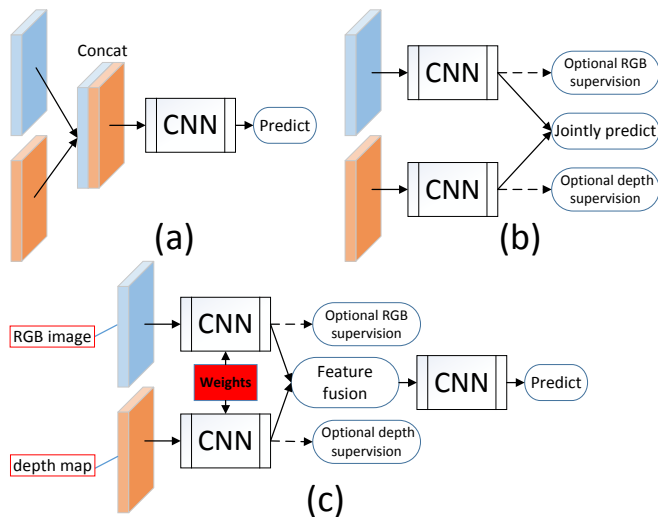 Concat
CNN
Predict
(a)
CNN
Optional RGB
supervision
Jointly predict
CNN
Optional depth
supervision
(b)
RGB image
CNN
Optional RGB
supervision
Weights
Feature
fusion
CNN
Predict
depth map
CNN
Optional depth
supervision
(c)